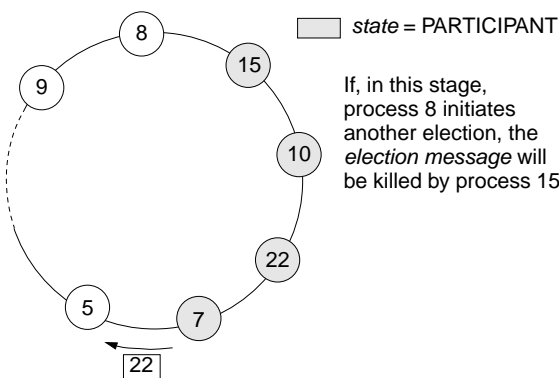 8
state = PARTICIPANT
15
9
If, in this stage,
process 8 initiates
another election, the
election message will
be killed by process 15
10
22
5
7
22